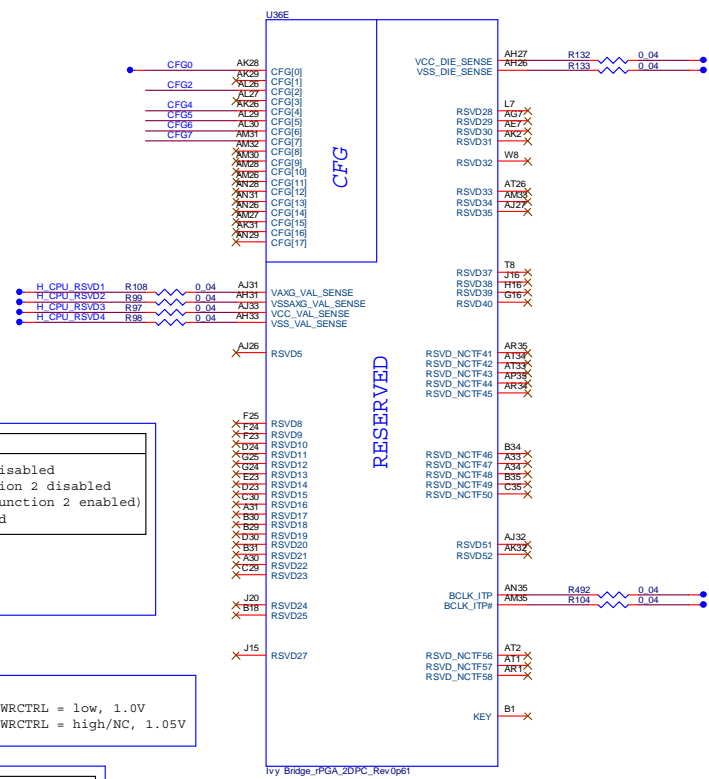 U36E
CFG0 AK28 CFG[0]
AK29 CFG[1]
CFG2 AL26 CFG[2]
AL27 CFG[3]
CFG4 AK26 CFG[4]
CFG5 AL29 CFG[5]
CFG6 AL30 CFG[6]
CFG7 AM31 CFG[7]
AM32 CFG[8]
AM30 CFG[9]
AM28 CFG[10]
AM26 CFG[11]
AN28 CFG[12]
AN31 CFG[13]
AN26 CFG[14]
AM27 CFG[15]
AK31 CFG[16]
AN29 CFG[17]
CFG
H_CPU_RSVD1 R108 0_04 AJ31 VAXG_VAL_SENSE
H_CPU_RSVD2 R99 0_04 AH31 VSSAXG_VAL_SENSE
H_CPU_RSVD3 R97 0_04 AJ33 VCC_VAL_SENSE
H_CPU_RSVD4 R98 0_04 AH33 VSS_VAL_SENSE
AJ26 RSVD5
F25 RSVD8
F24 RSVD9
F23 RSVD10
D24 RSVD11
G25 RSVD12
G24 RSVD13
E23 RSVD14
D23 RSVD15
C30 RSVD16
A31 RSVD17
B30 RSVD18
B29 RSVD19
D30 RSVD20
B31 RSVD21
A30 RSVD22
C29 RSVD23
J20 RSVD24
B18 RSVD25
J15 RSVD27
RESERVED
VCC_DIE_SENSE AH27 R132 0_04
VSS_DIE_SENSE AH26 R133 0_04
RSVD28 L7
RSVD29 AG7
RSVD30 AE7
RSVD31 AK2
RSVD32 W8
RSVD33 AT26
RSVD34 AM33
RSVD35 AJ27
RSVD37 T8
RSVD38 J16
RSVD39 H16
RSVD40 G16
RSVD_NCTF41 AR35
RSVD_NCTF42 AT34
RSVD_NCTF43 AT33
RSVD_NCTF44 AP35
RSVD_NCTF45 AR34
RSVD_NCTF46 B34
RSVD_NCTF47 A33
RSVD_NCTF48 A34
RSVD_NCTF49 B35
RSVD_NCTF50 C35
RSVD51 AJ32
RSVD52 AK32
BCLK_ITP AN35 R492 0_04
BCLK_ITP# AM35 R104 0_04
RSVD_NCTF56 AT2
RSVD_NCTF57 AT1
RSVD_NCTF58 AR1
KEY B1
Ivy Bridge_rPGA_2DPC_Rev0p61
isabled
ion 2 disabled
unction 2 enabled)
d
WRCTRL = low, 1.0V
WRCTRL = high/NC, 1.05V